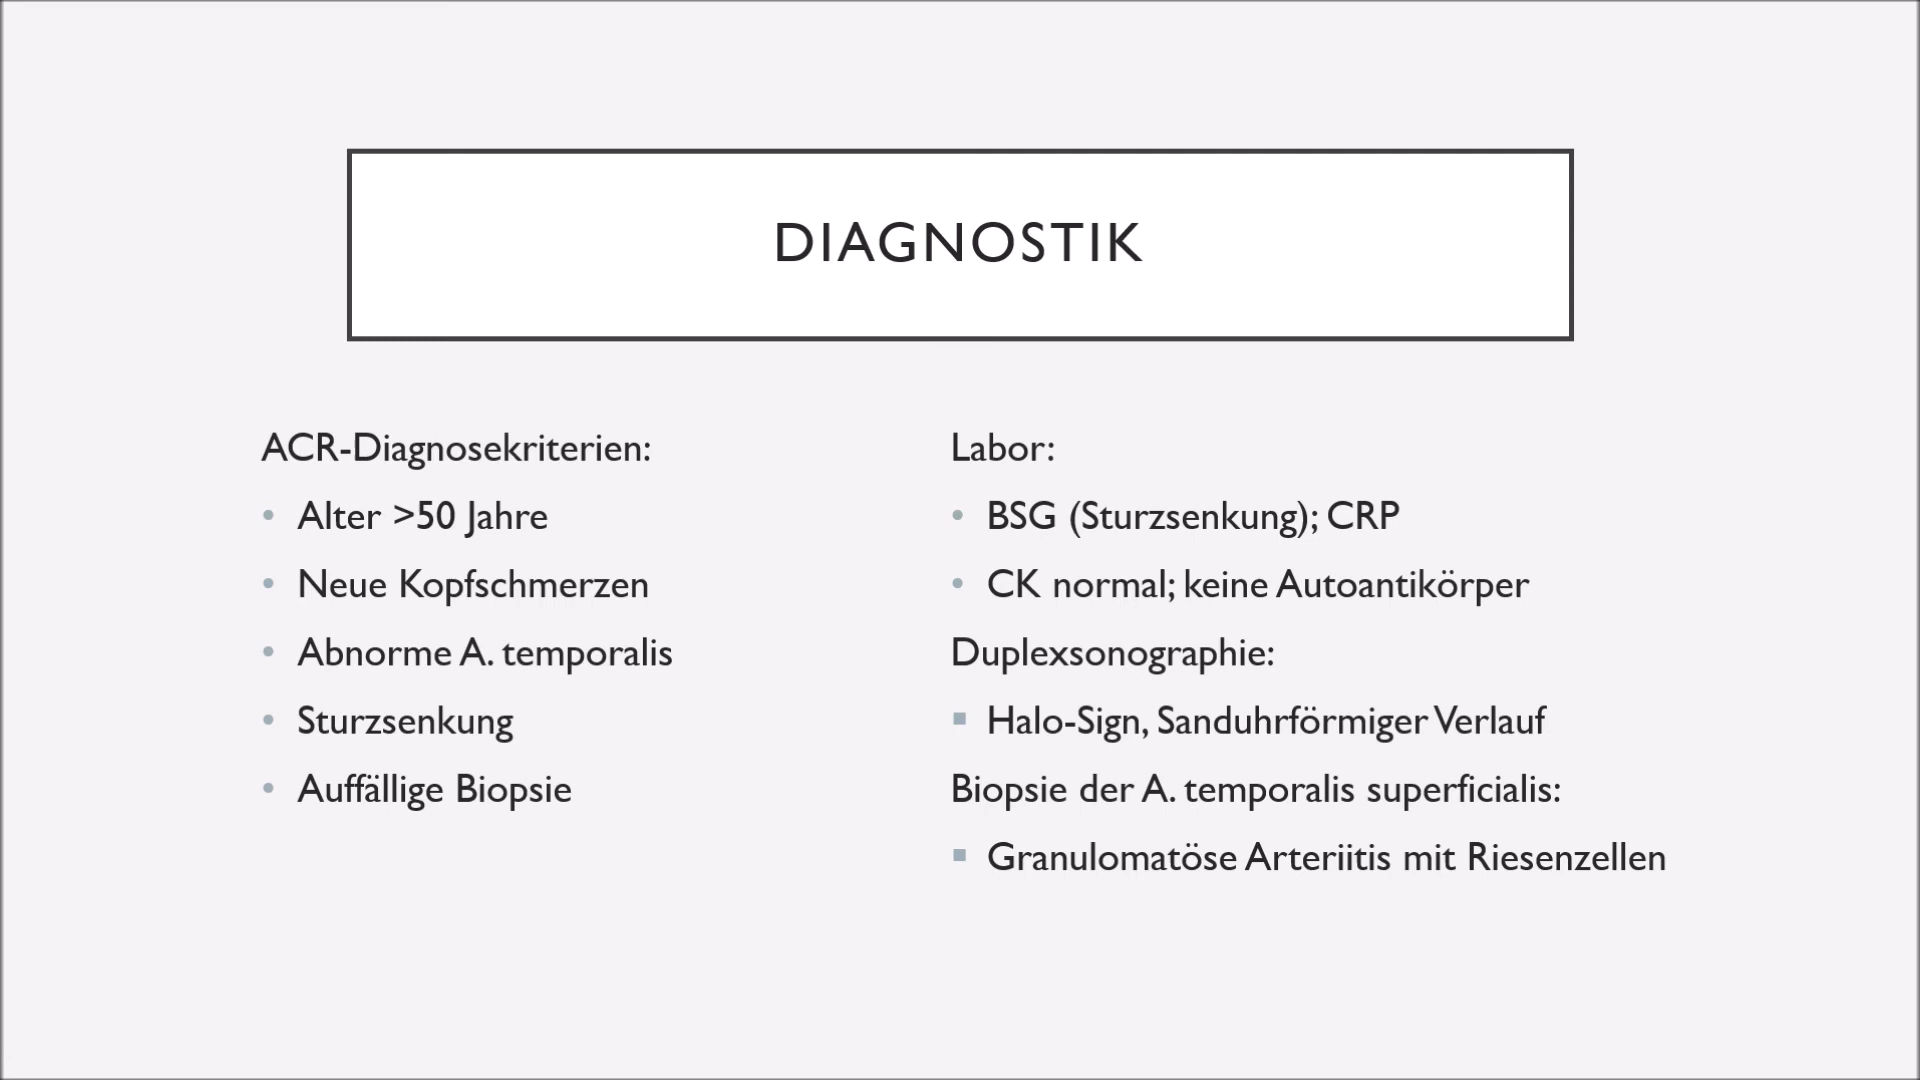 DIAGNOSTIK
ACR-Diagnosekriterien:
• Alter >50 Jahre
• Neue Kopfschmerzen
• Abnorme A. temporalis
• Sturzsenkung
• Auffällige Biopsie
Labor:
• BSG (Sturzsenkung); CRP
• CK normal; keine Autoantikörper
Duplexsonographie:
▪ Halo-Sign, Sanduhrförmiger Verlauf
Biopsie der A. temporalis superficialis:
▪ Granulomatöse Arteriitis mit Riesenzellen